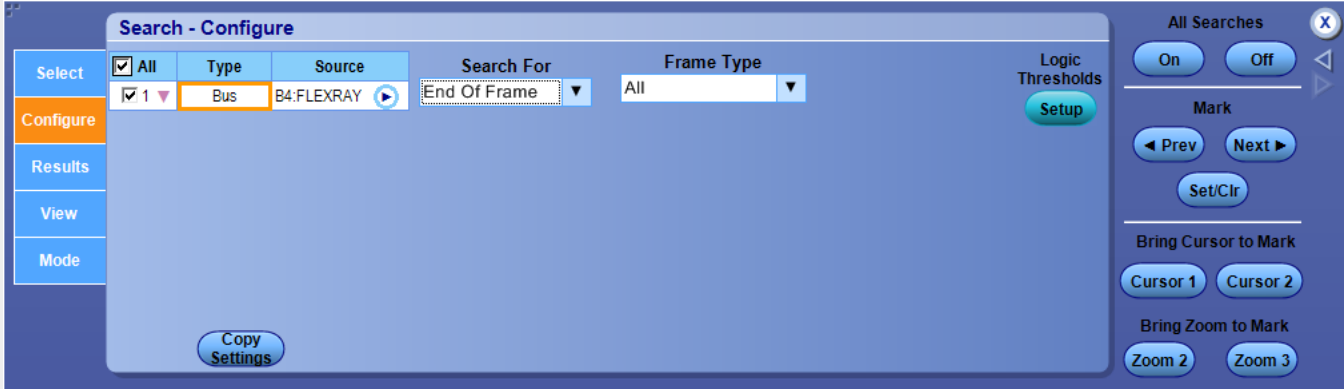 Search - Configure
All Searches
X
Select
Configure
Results
View
Mode
All Type Source
1 Bus B4:FLEXRAY
Search For
End Of Frame
Frame Type
All
Logic
Thresholds
Setup
Copy
Settings
On Off
Mark
Prev Next
Set/Clr
Bring Cursor to Mark
Cursor 1 Cursor 2
Bring Zoom to Mark
Zoom 2 Zoom 3